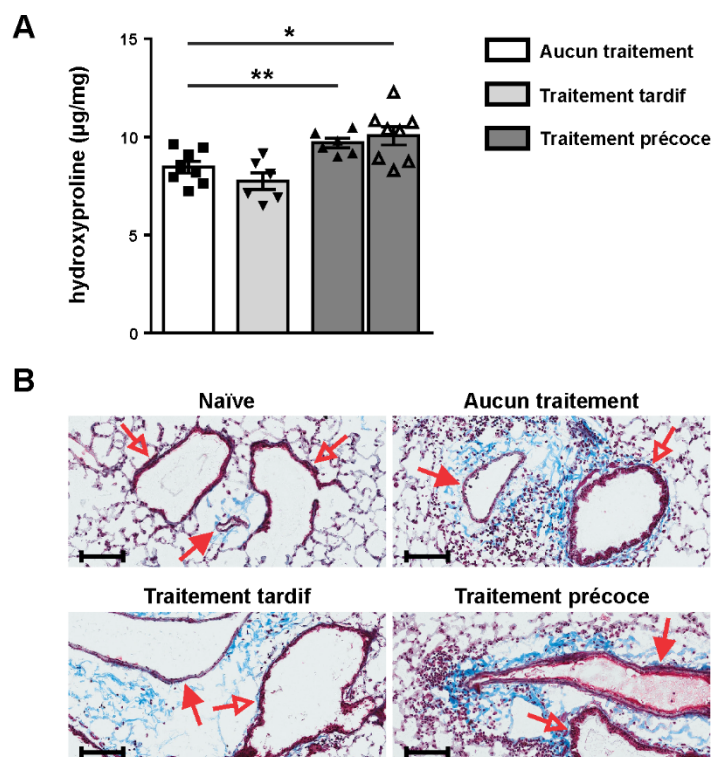 A
hydroxyproline (µg/mg)
15
10
5
0
*
**
Aucun traitement
Traitement tardif
Traitement précoce
B
Naïve
Aucun traitement
Traitement tardif
Traitement précoce